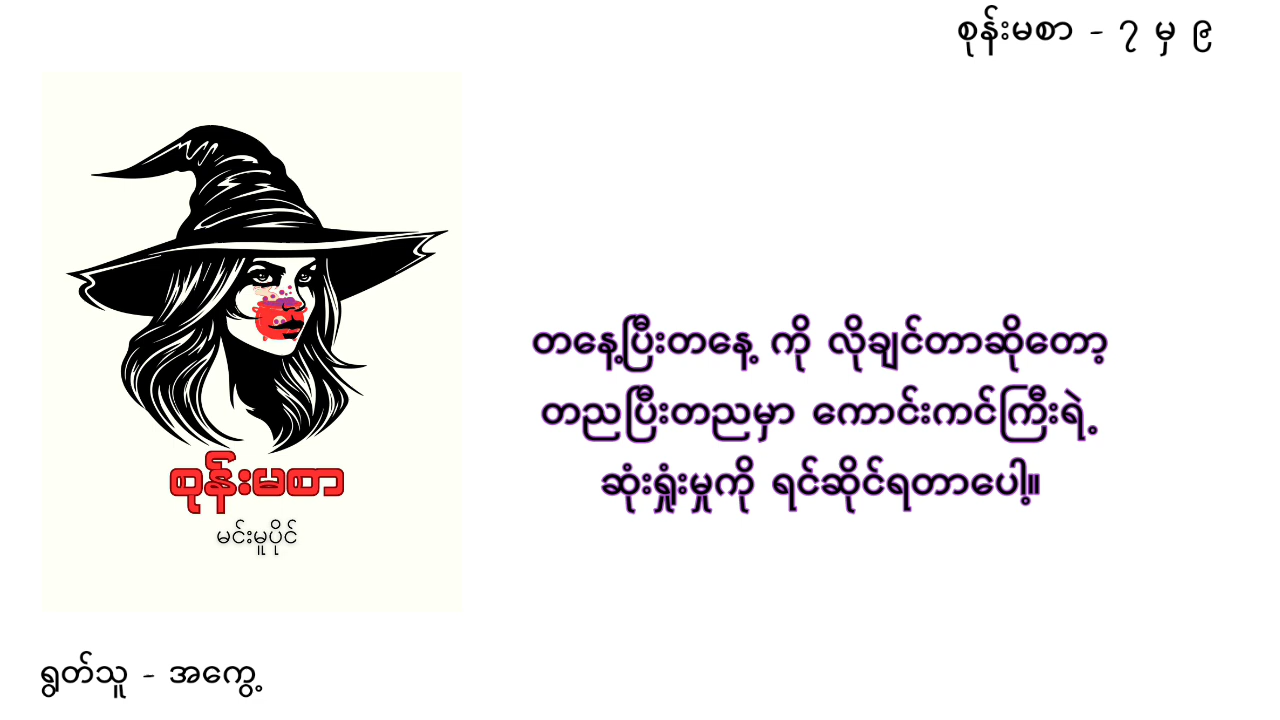 စုန်းမစာ - ၇ မှ ၉
စုန်းမစာ
မင်းမူပိုင်
တနေ့ပြီးတနေ့ ကို လိုချင်တာဆိုတော့
တညပြီးတညမှာ ကောင်းကင်ကြီးရဲ့
ဆုံးရှုံးမှုကို ရင်ဆိုင်ရတာပေါ့။
ရွတ်သူ - အကွေ့